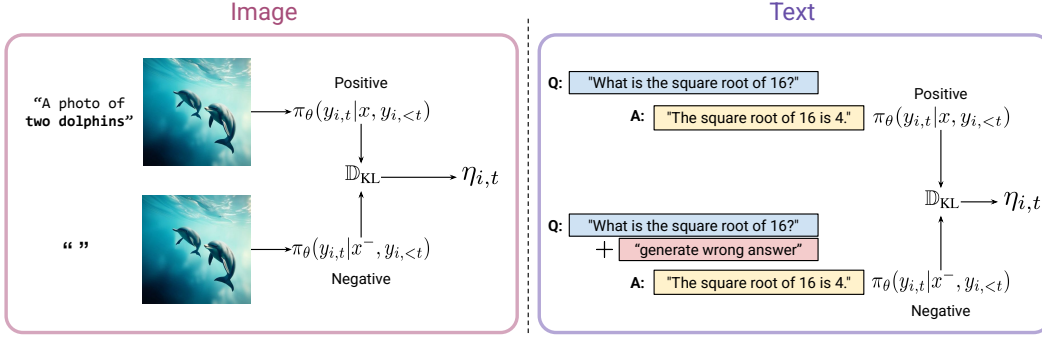 Image
“A photo of
two dolphins”
Positive
π_θ(y_{i,t}|x, y_{i,<t})
𝔻_KL
η_{i,t}
“ ”
π_θ(y_{i,t}|x⁻, y_{i,<t})
Negative
Text
Q: "What is the square root of 16?"
Positive
A: "The square root of 16 is 4." π_θ(y_{i,t}|x, y_{i,<t})
𝔻_KL
η_{i,t}
Q: "What is the square root of 16?"
+ “generate wrong answer”
A: "The square root of 16 is 4." π_θ(y_{i,t}|x⁻, y_{i,<t})
Negative